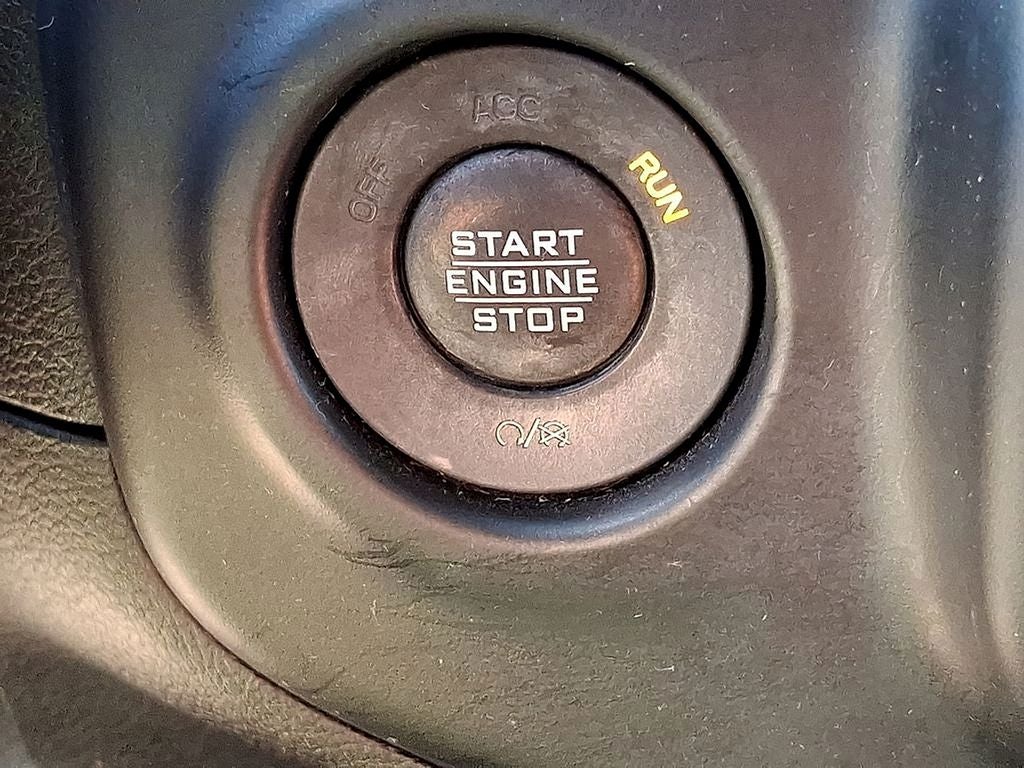 ACC
OFF
RUN
START
ENGINE
STOP